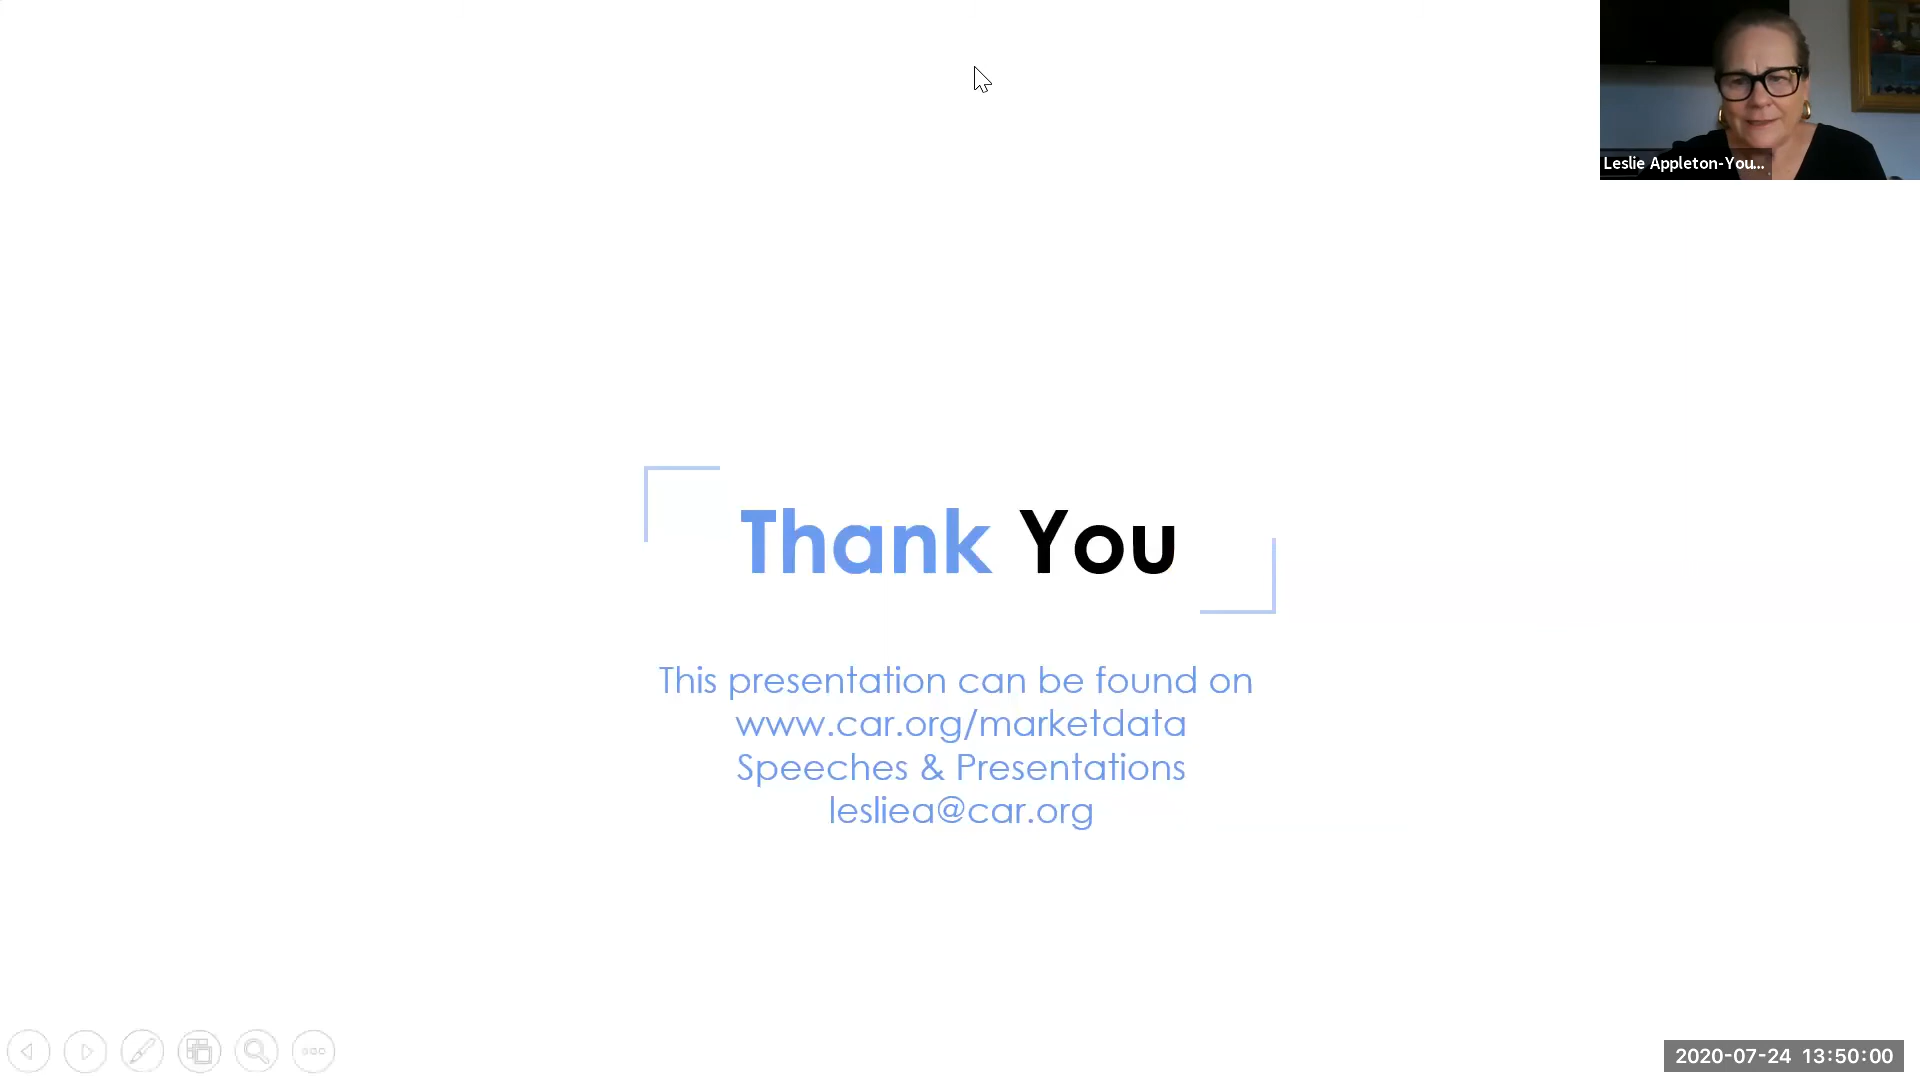 Leslie Appleton-You...
Thank You
This presentation can be found on
www.car.org/marketdata
Speeches & Presentations
lesliea@car.org
2020-07-24 13:50:00